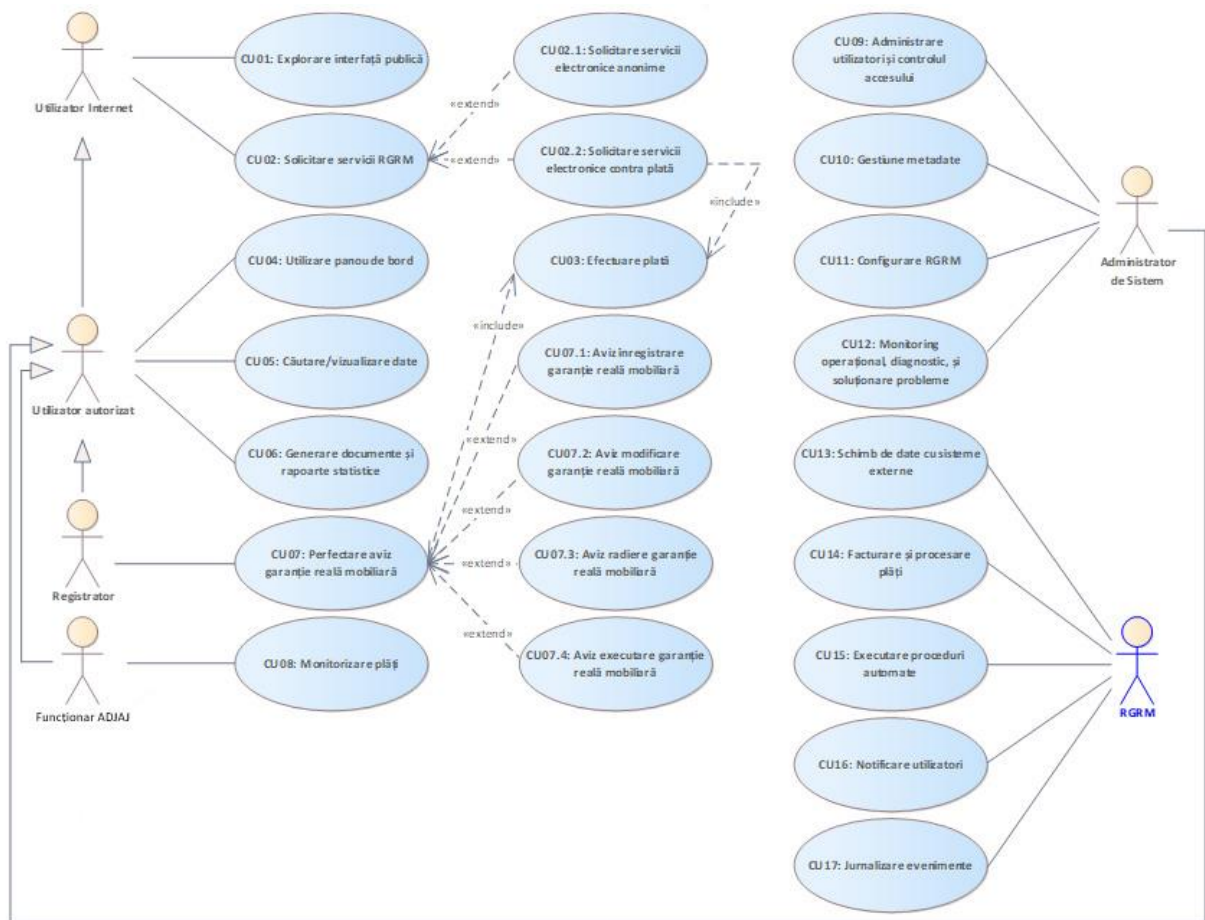 Utilizator Internet
Utilizator autorizat
Registrator
Funcționar ADJAJ
CU01: Explorare interfață publică
CU02: Solicitare servicii RGRM
CU04: Utilizare panou de bord
CU05: Căutare/vizualizare date
CU06: Generare documente și
rapoarte statistice
CU07: Perfectare aviz
garanție reală mobiliară
CU08: Monitorizare plăți
«extend»
«extend»
«include»
«include»
«extend»
«extend»
«extend»
«extend»
CU02.1: Solicitare servicii
electronice anonime
CU02.2: Solicitare servicii
electronice contra plată
CU03: Efectuare plată
CU07.1: Aviz înregistrare
garanție reală mobiliară
CU07.2: Aviz modificare
garanție reală mobiliară
CU07.3: Aviz radiere garanție
reală mobiliară
CU07.4: Aviz executare garanție
reală mobiliară
CU09: Administrare
utilizatori și controlul
accesului
CU10: Gestiune metadate
CU11: Configurare RGRM
CU12: Monitoring
operațional, diagnostic, și
soluționare probleme
CU13: Schimb de date cu sisteme
externe
CU14: Facturare și procesare
plăți
CU15: Executare proceduri
automate
CU16: Notificare utilizatori
CU17: Jurnalizare evenimente
Administrator
de Sistem
RGRM